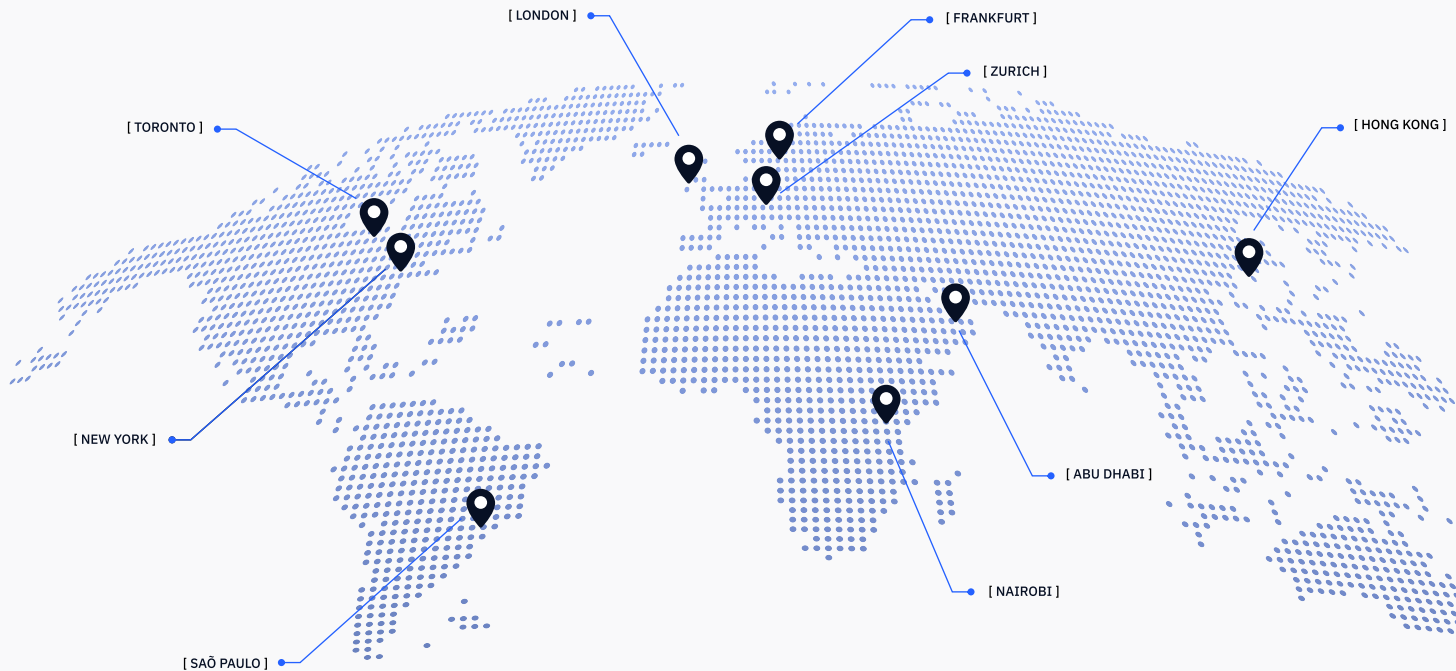 [ LONDON ]
[ FRANKFURT ]
[ ZURICH ]
[ TORONTO ]
[ HONG KONG ]
[ NEW YORK ]
[ ABU DHABI ]
[ NAIROBI ]
[ SAÕ PAULO ]